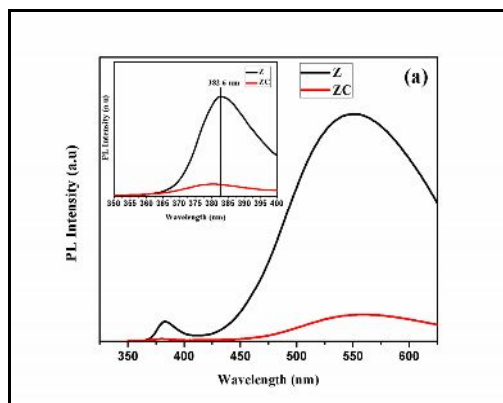 (a)
Z
ZC
PL Intensity (a.u)
350 400 450 500 550 600
Wavelength (nm)
382.6 nm
Z
ZC
PL Intensity (a.u)
350 355 360 365 370 375 380 385 390 395 400
Wavelength (nm)